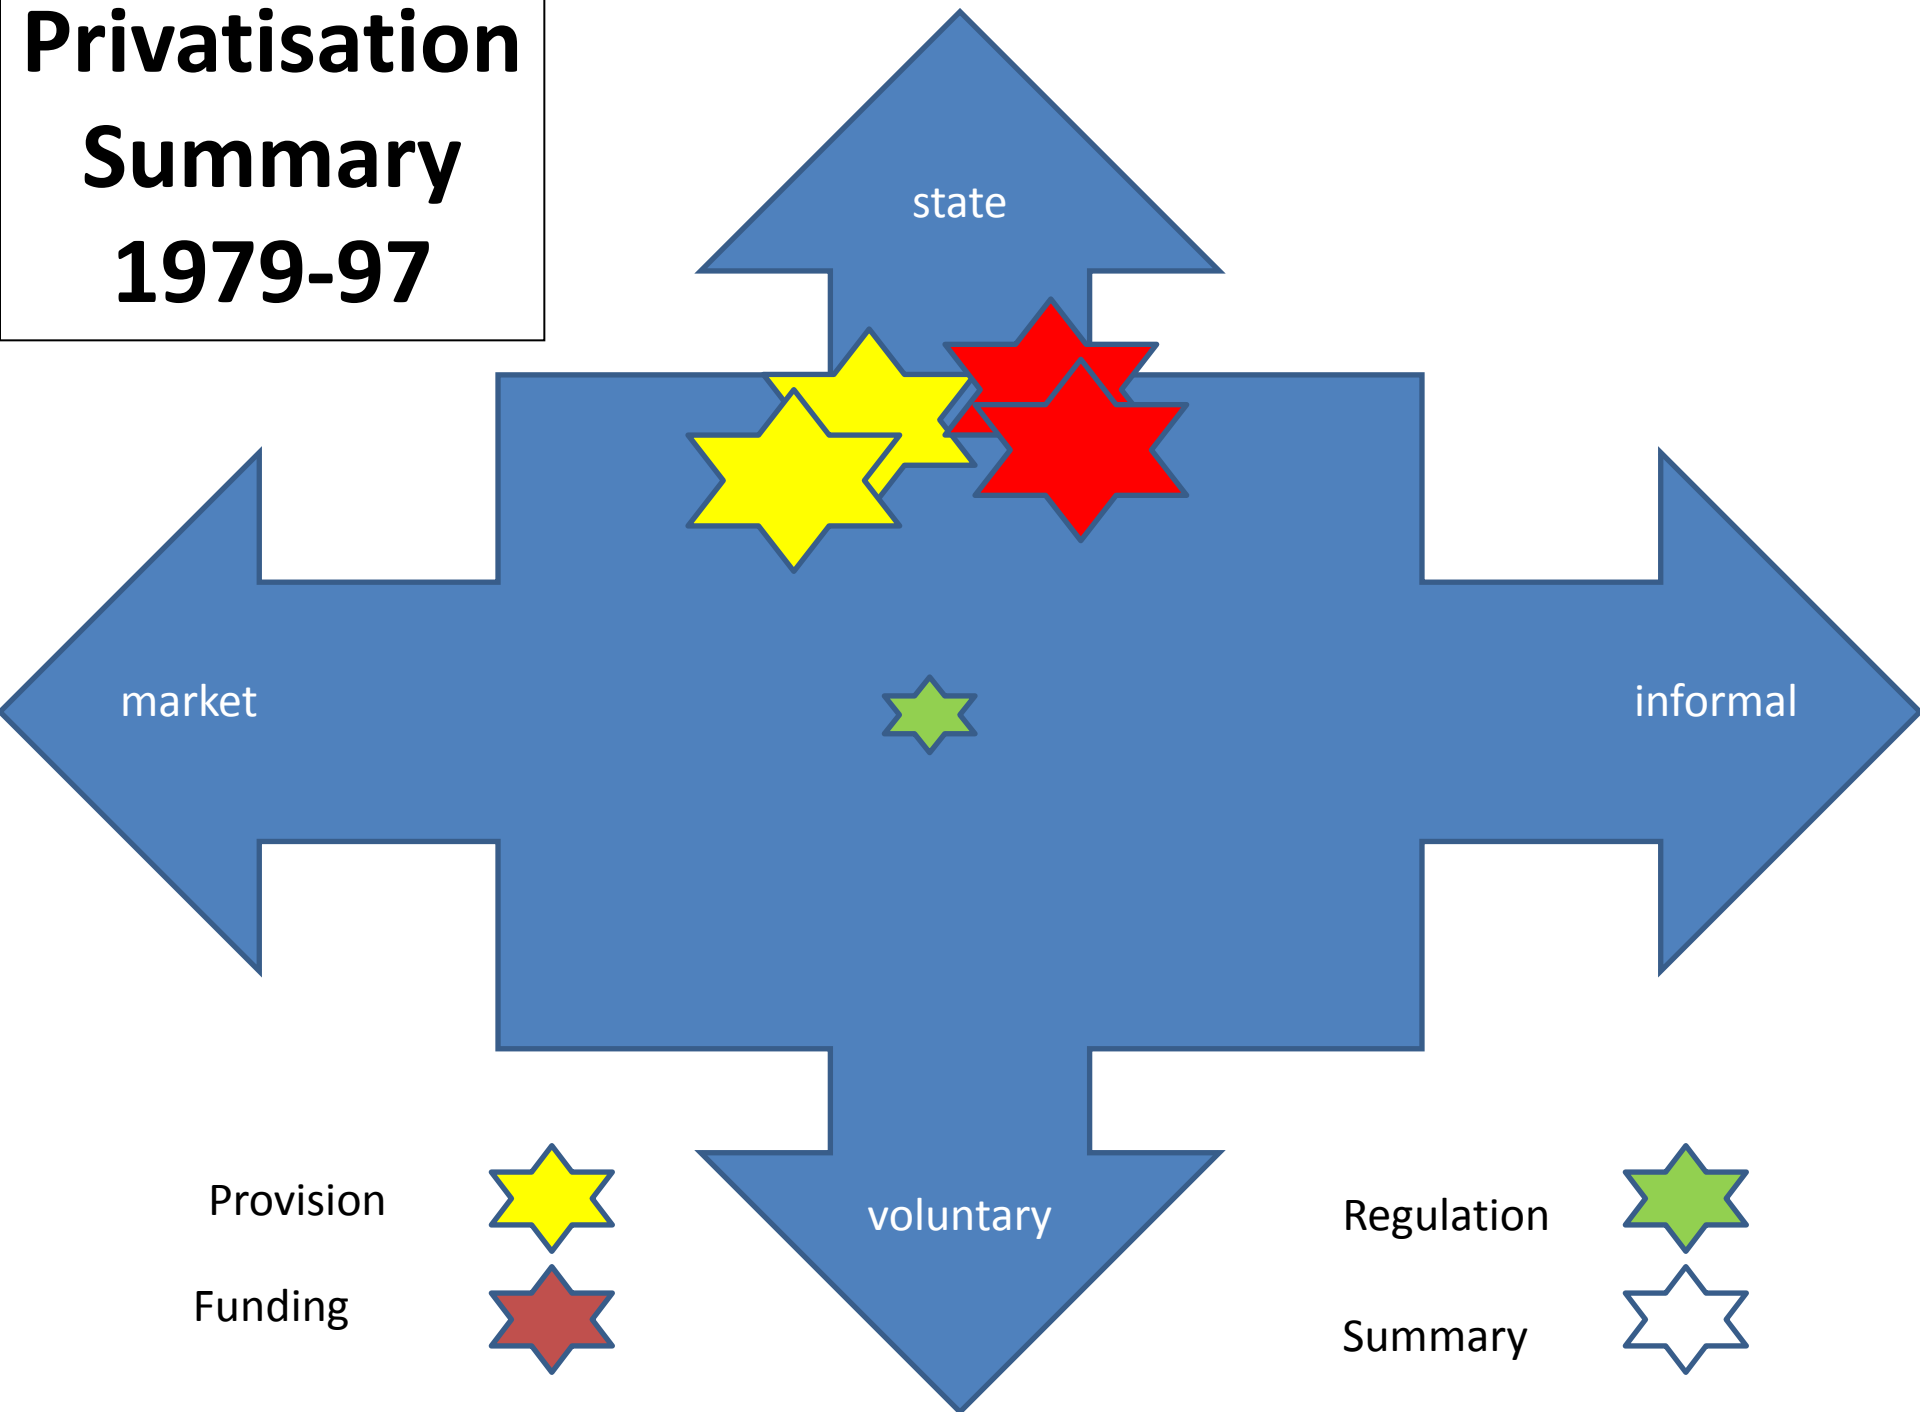 Privatisation
Summary
1979-97
state
market
informal
voluntary
Provision
Funding
Regulation
Summary